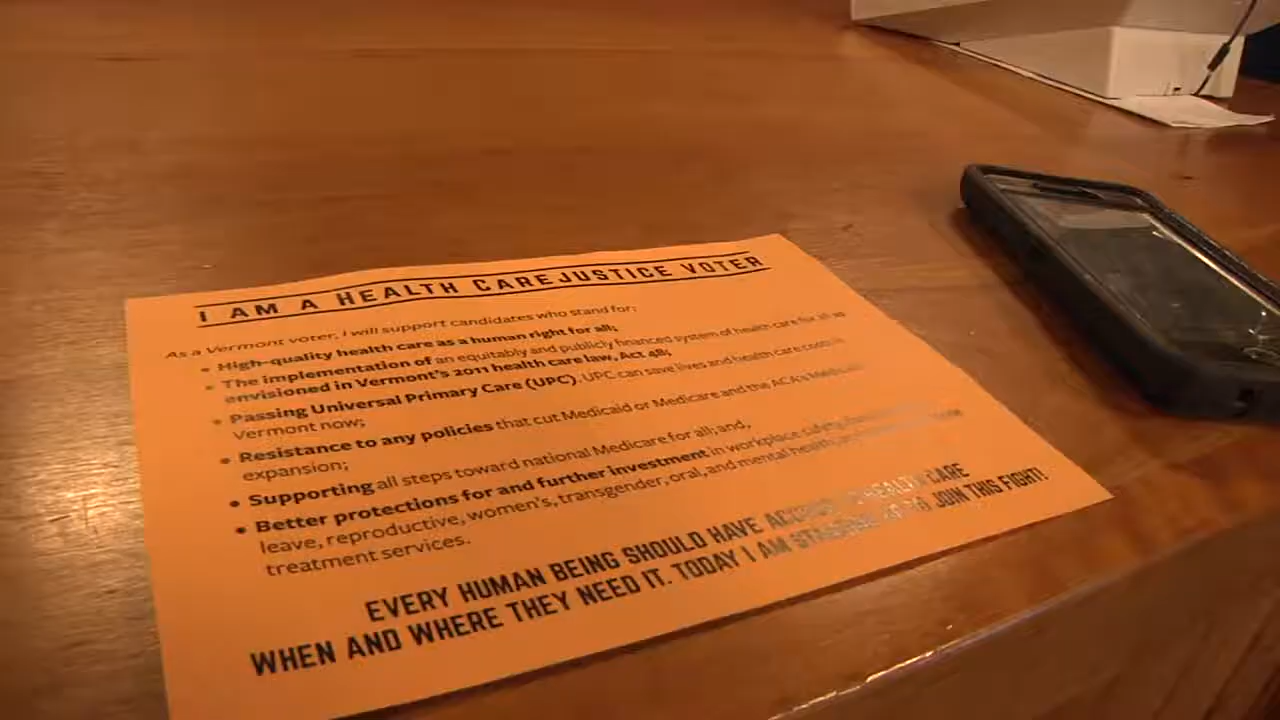 I AM A HEALTH CARE JUSTICE VOTER
As a Vermont voter, I will support candidates who stand for:
• High-quality health care as a human right for all;
• The implementation of an equitably and publicly financed system of health care for all as
envisioned in Vermont's 2011 health care law, Act 48;
• Passing Universal Primary Care (UPC). UPC can save lives and health care costs in
Vermont now;
• Resistance to any policies that cut Medicaid or Medicare and the ACA's Medicaid
expansion;
• Supporting all steps toward national Medicare for all; and,
• Better protections for and further investment in workplace safety,
leave, reproductive, women's, transgender, oral, and mental health
treatment services.
EVERY HUMAN BEING SHOULD HAVE ACCESS TO HEALTH CARE
WHEN AND WHERE THEY NEED IT. TODAY I AM STANDING UP TO JOIN THIS FIGHT!